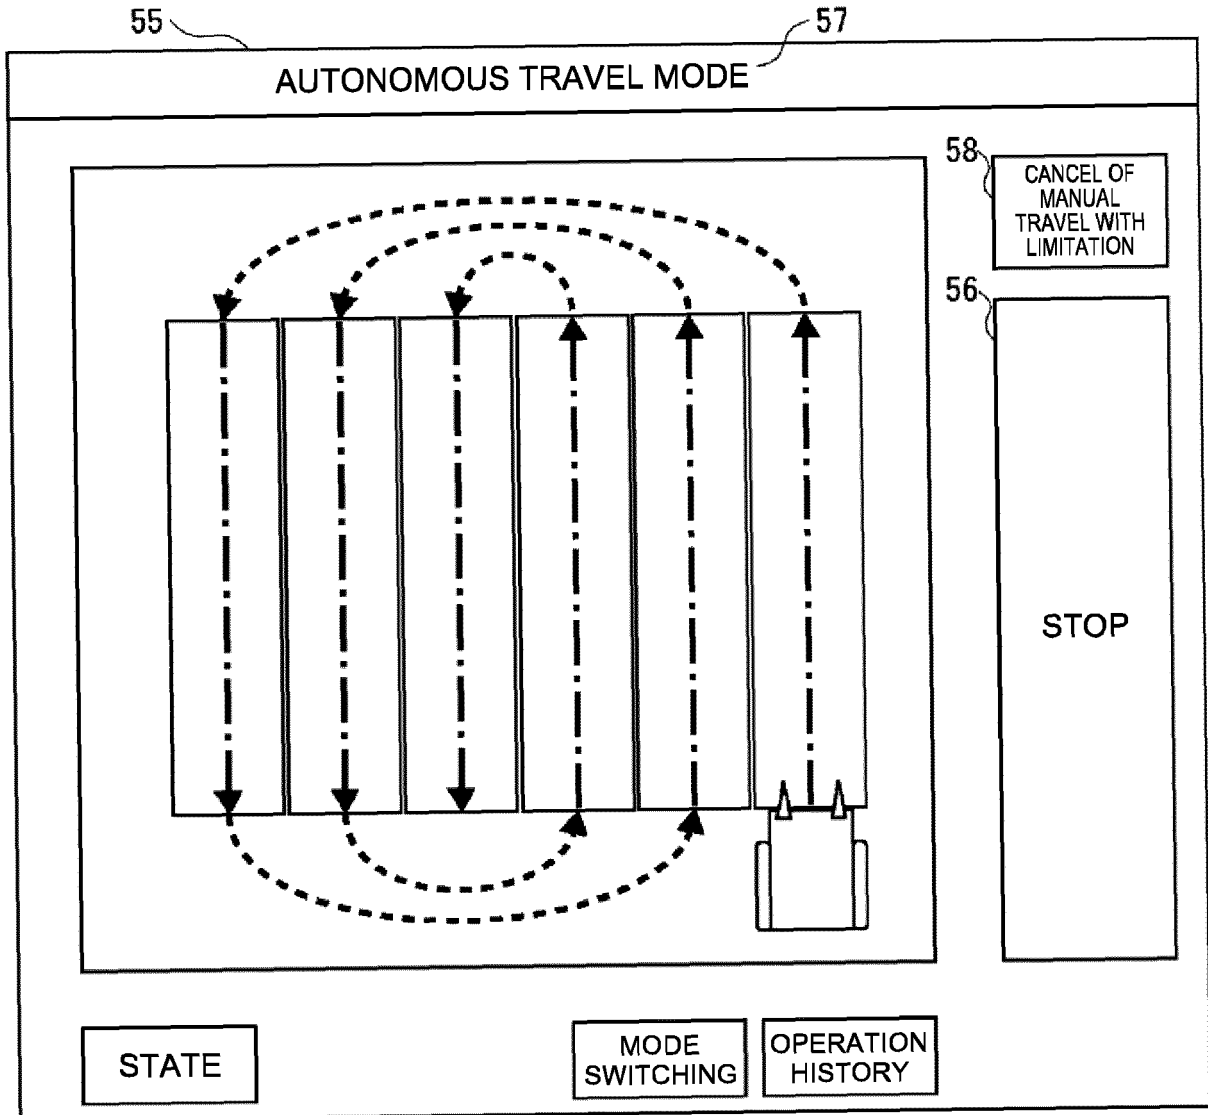 55
57
AUTONOMOUS TRAVEL MODE
58
CANCEL OF
MANUAL
TRAVEL WITH
LIMITATION
56
STOP
STATE
MODE
SWITCHING
OPERATION
HISTORY